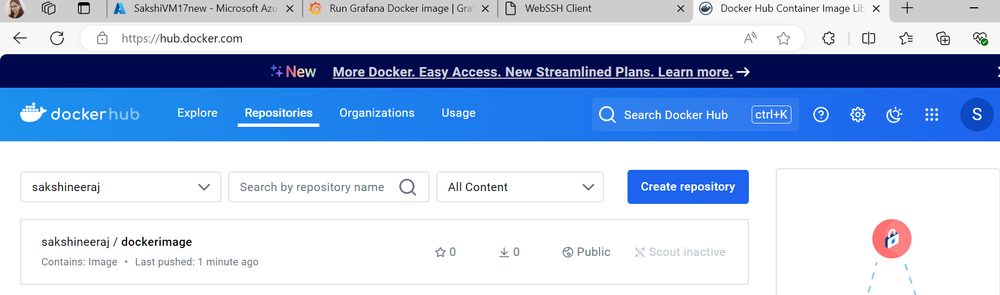 SakshiVM17new - Microsoft Azu
Run Grafana Docker image | Gra
WebSSH Client
Docker Hub Container Image Lib
https://hub.docker.com
New More Docker. Easy Access. New Streamlined Plans. Learn more.
dockerhub Explore Repositories Organizations Usage Search Docker Hub ctrl+K S
sakshineeraj Search by repository name All Content Create repository
sakshineeraj / dockerimage
Contains: Image • Last pushed: 1 minute ago
0 0 Public Scout inactive